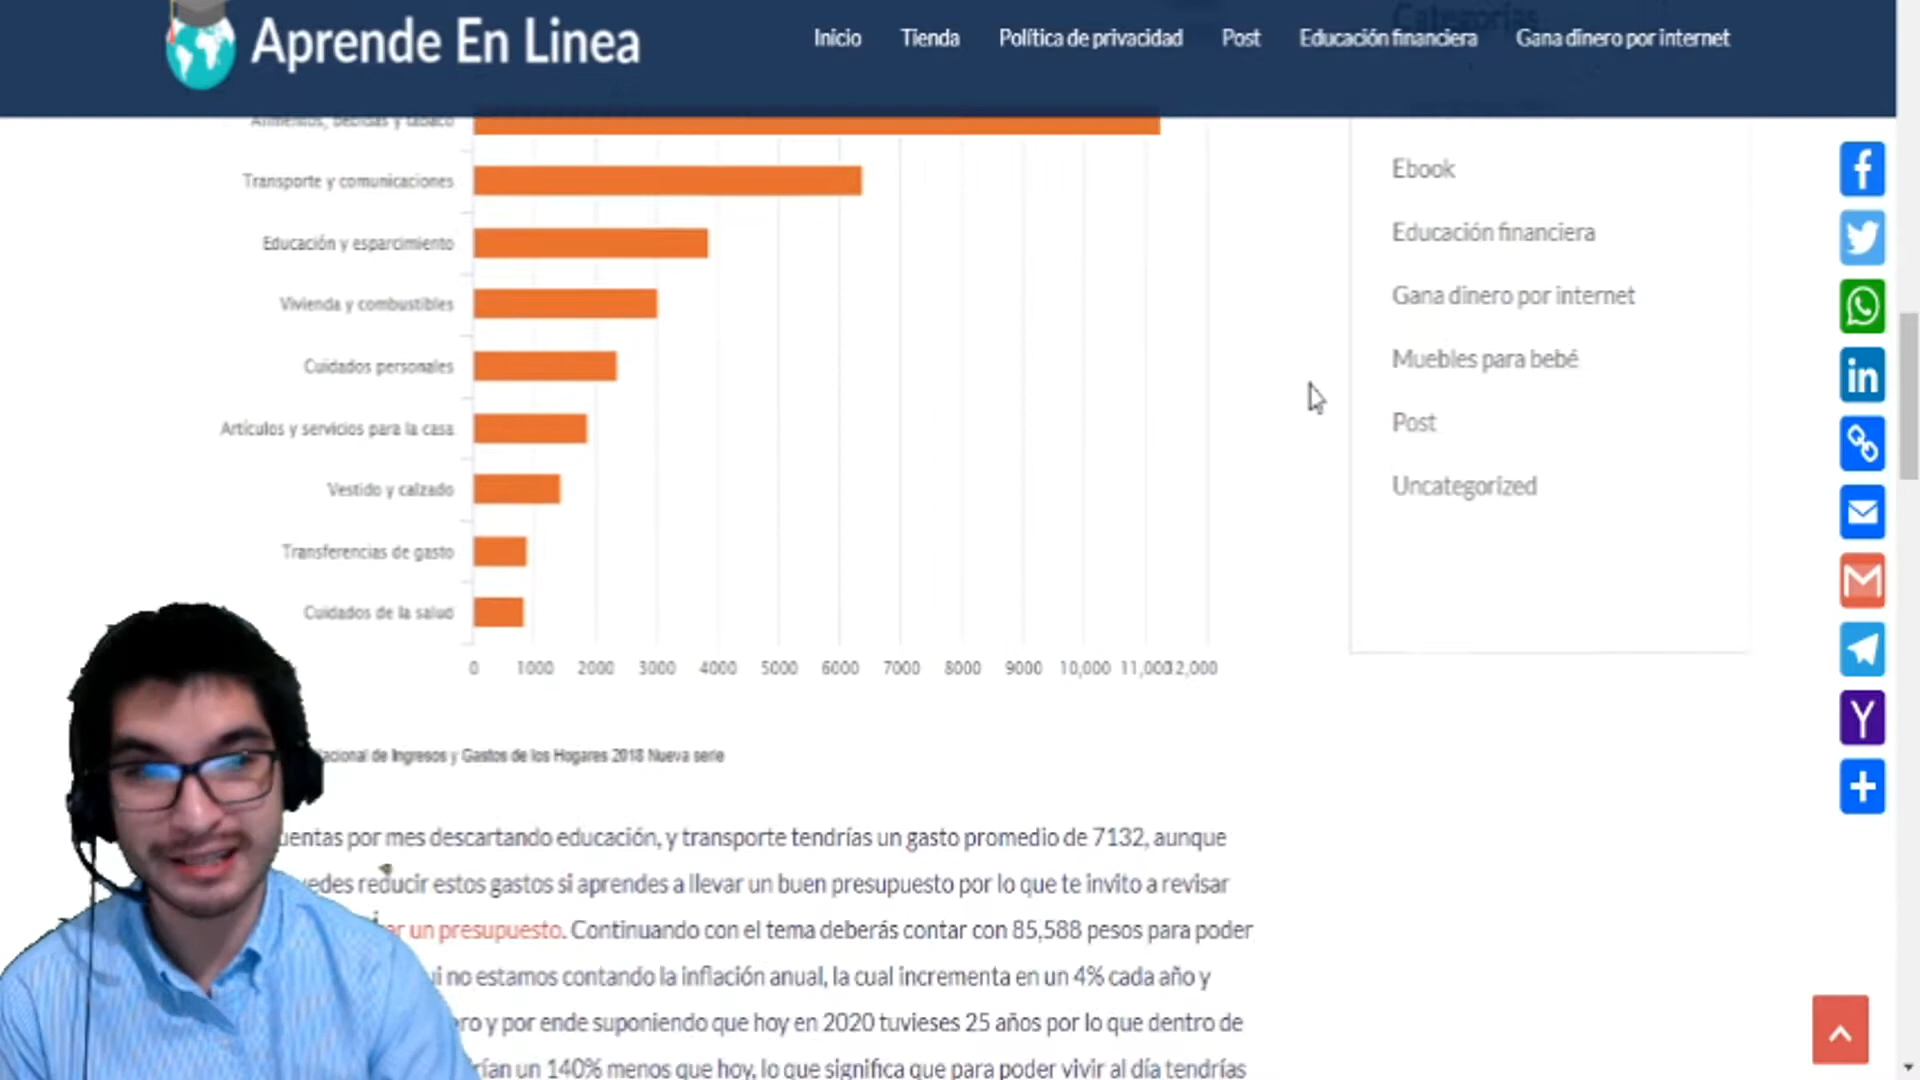 Aprende En Linea
Inicio
Tienda
Política de privacidad
Post
Educación financiera
Gana dinero por internet
Categorías
Alimentos, bebidas y tabaco
Transporte y comunicaciones
Educación y esparcimiento
Vivienda y combustibles
Cuidados personales
Artículos y servicios para la casa
Vestido y calzado
Transferencias de gasto
Cuidados de la salud
0 1000 2000 3000 4000 5000 6000 7000 8000 9000 10,000 11,000 12,000
Ebook
Educación financiera
Gana dinero por internet
Muebles para bebé
Post
Uncategorized
de Ingresos y Gastos de los Hogares 2018 Nueva serie
por mes descartando educación, y transporte tendrías un gasto promedio de 7132, aunque
reducir estos gastos si aprendes a llevar un buen presupuesto por lo que te invito a revisar
un presupuesto. Continuando con el tema deberás contar con 85,588 pesos para poder
no estamos contando la inflación anual, la cual incrementa en un 4% cada año y
y por ende suponiendo que hoy en 2020 tuvieses 25 años por lo que dentro de
un 140% menos que hoy, lo que significa que para poder vivir al día tendrías